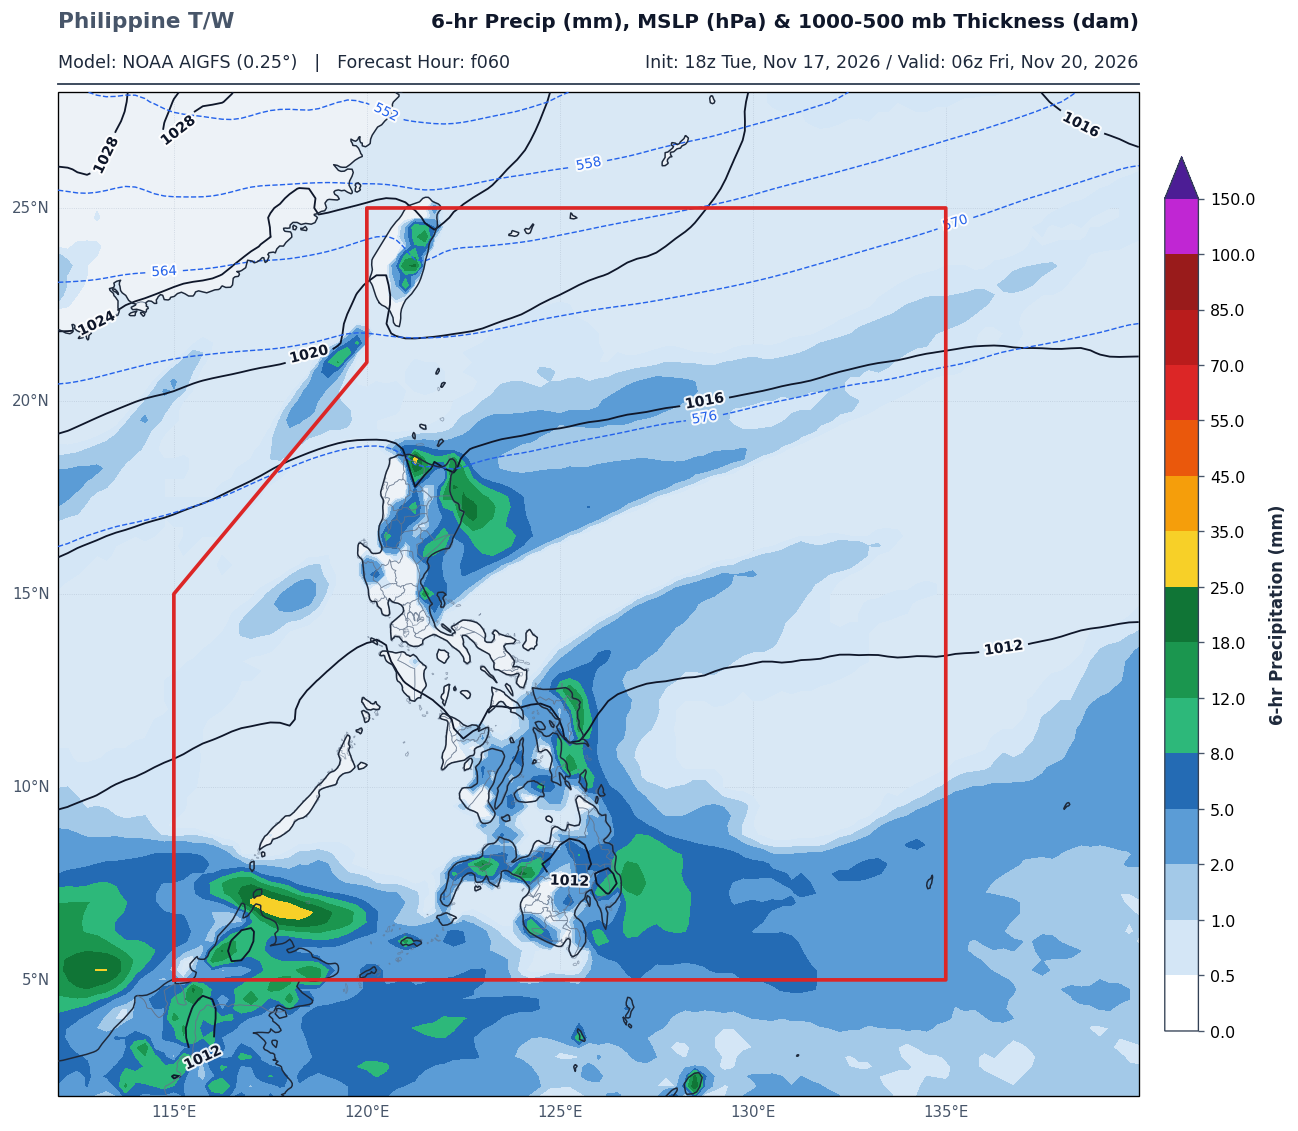 Philippine T/W
6-hr Precip (mm), MSLP (hPa) & 1000-500 mb Thickness (dam)
Model: NOAA AIGFS (0.25°) | Forecast Hour: f060
Init: 18z Tue, Nov 17, 2026 / Valid: 06z Fri, Nov 20, 2026
552
1028
1028
1016
558
570
564
1024
1020
1016
576
1012
1012
1012
25°N
20°N
15°N
10°N
5°N
115°E
120°E
125°E
130°E
135°E
150.0
100.0
85.0
70.0
55.0
45.0
35.0
25.0
18.0
12.0
8.0
5.0
2.0
1.0
0.5
0.0
6-hr Precipitation (mm)